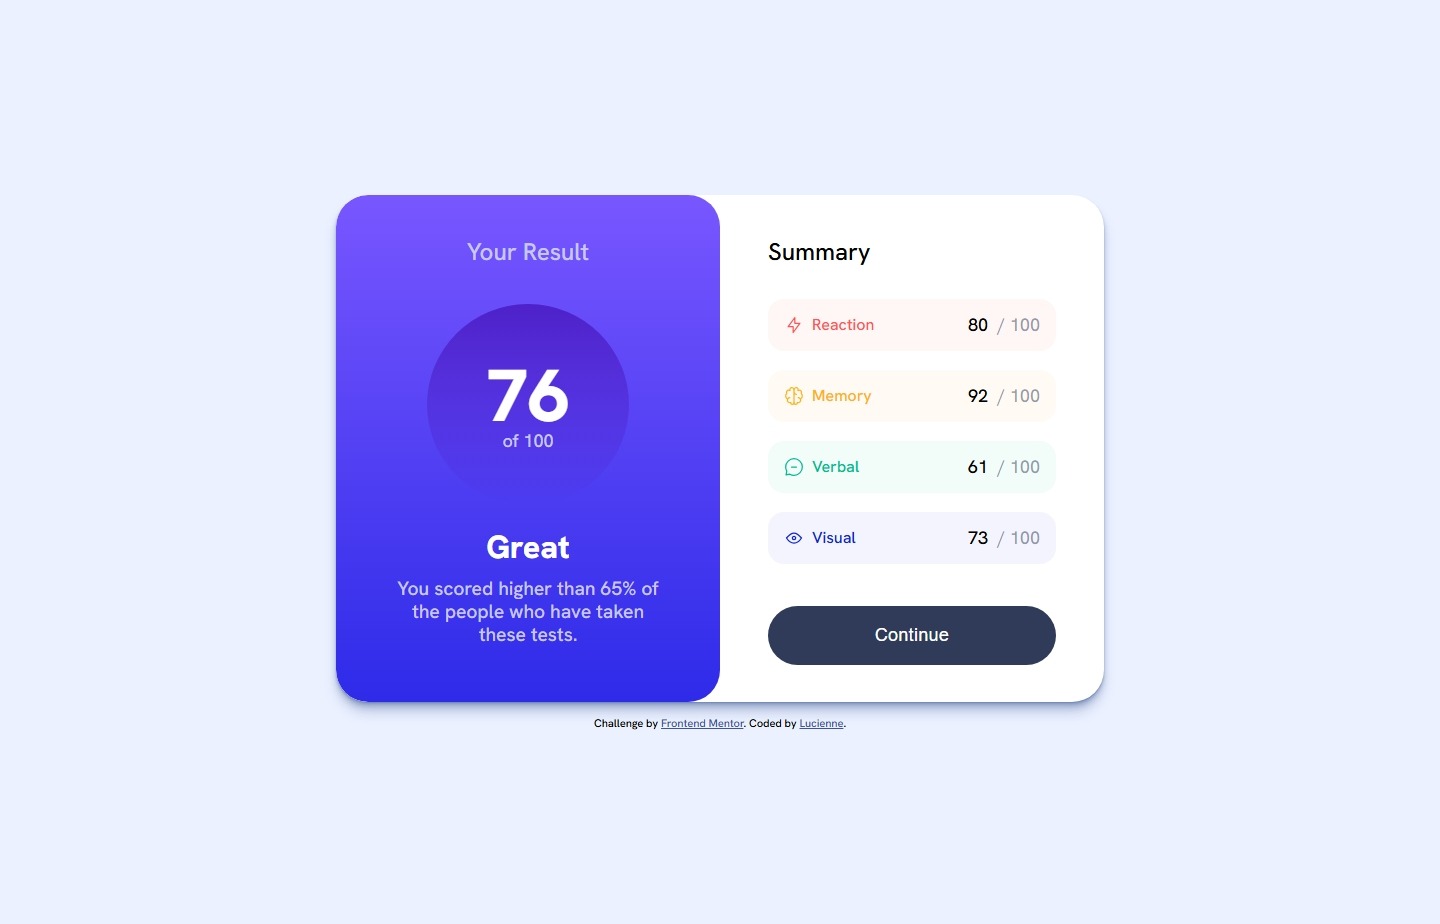 Your Result
76
of 100
Great
You scored higher than 65% of
the people who have taken
these tests.
Summary
Reaction 80 / 100
Memory 92 / 100
Verbal 61 / 100
Visual 73 / 100
Continue
Challenge by Frontend Mentor. Coded by Lucienne.